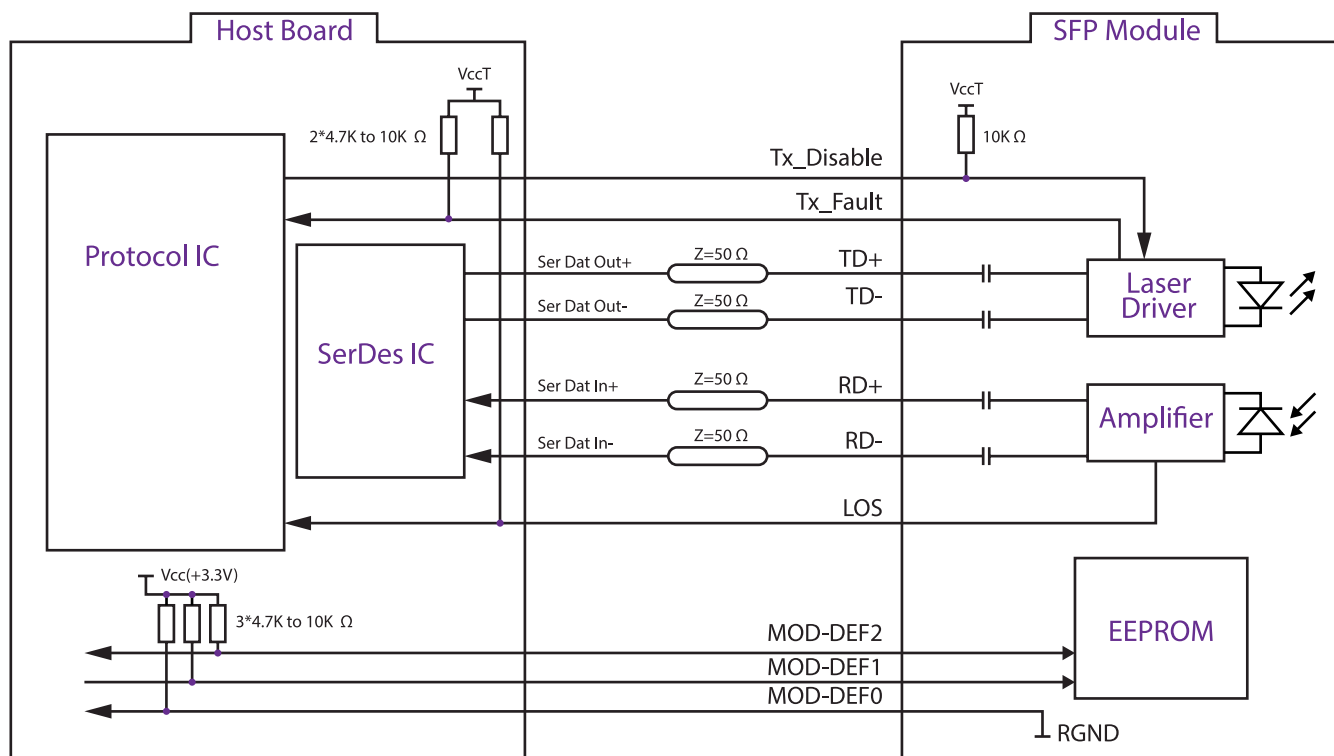 Host Board
SFP Module
VccT
VccT
2*4.7K to 10K Ω
10K Ω
Tx_Disable
Tx_Fault
Protocol IC
Ser Dat Out+
Z=50 Ω
TD+
Ser Dat Out-
Z=50 Ω
TD-
Laser
Driver
SerDes IC
Ser Dat In+
Z=50 Ω
RD+
Ser Dat In-
Z=50 Ω
RD-
Amplifier
LOS
Vcc(+3.3V)
3*4.7K to 10K Ω
MOD-DEF2
MOD-DEF1
MOD-DEF0
EEPROM
RGND